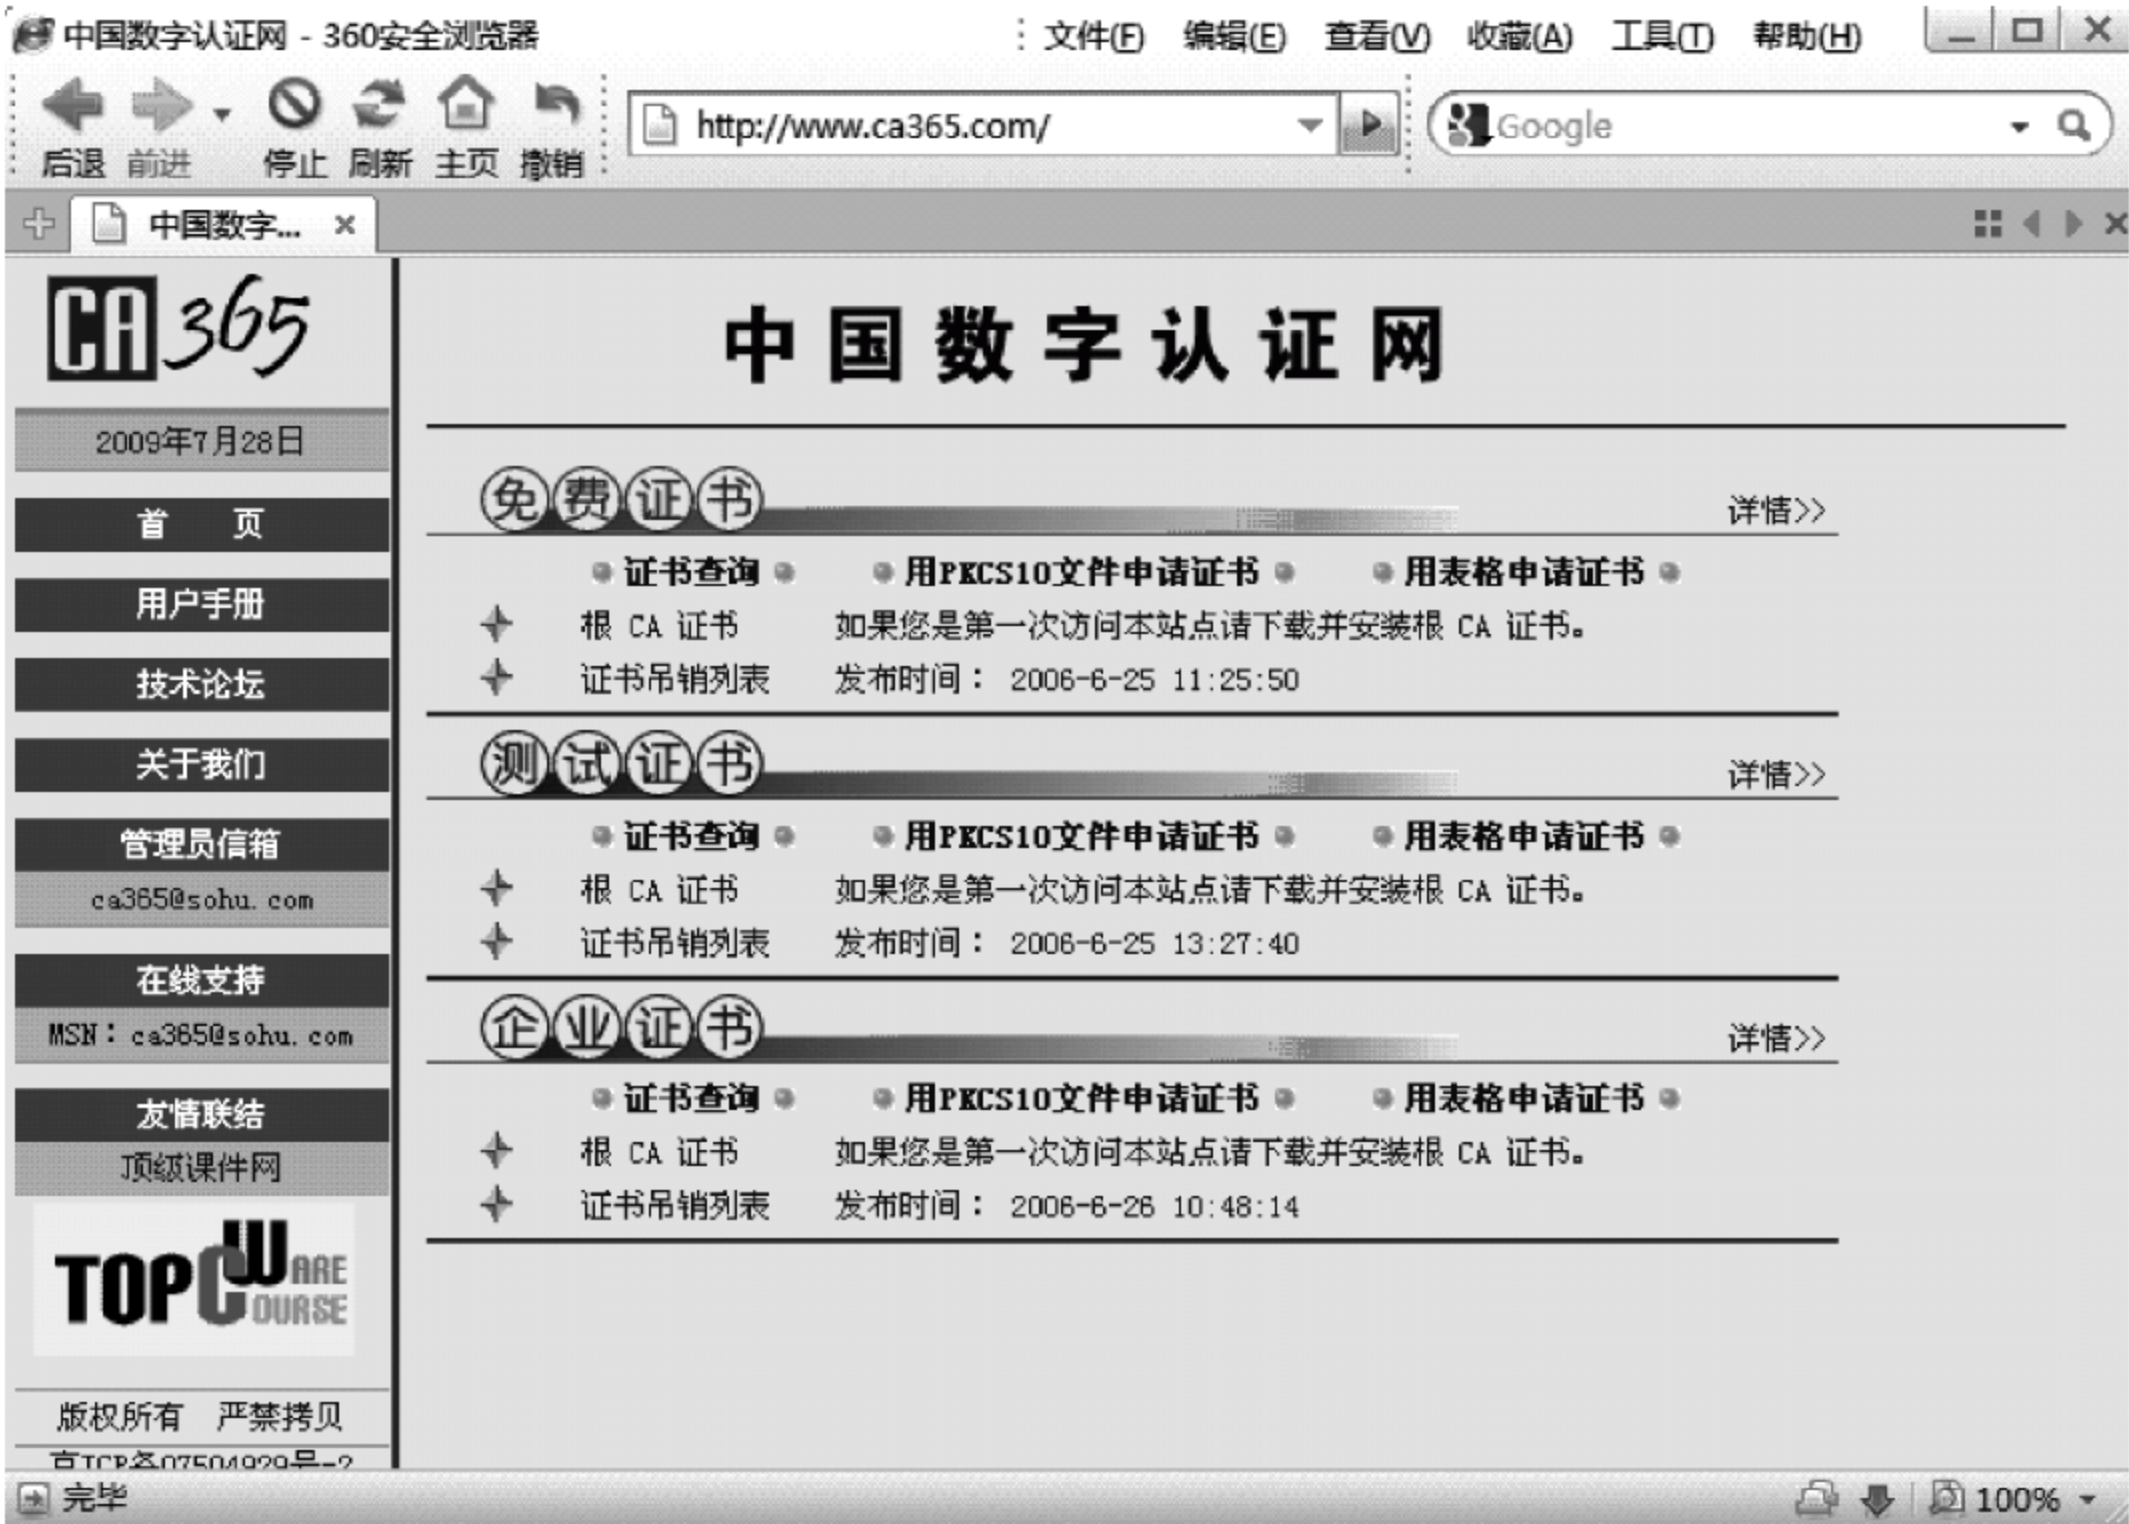 中国数字认证网 - 360安全浏览器
文件(F) 编辑(E) 查看(V) 收藏(A) 工具(T) 帮助(H)
后退 前进 停止 刷新 主页 撤销
http://www.ca365.com/
Google
中国数字...
CA365
2009年7月28日
首 页
用户手册
技术论坛
关于我们
管理员信箱
ca365@sohu.com
在线支持
MSN：ca365@sohu.com
友情联结
顶级课件网
TOPCWARE
COURSE
版权所有 严禁拷贝
京ICP备07504929号-2
中国数字认证网
免费证书 详情>>
证书查询 用PKCS10文件申请证书 用表格申请证书
根 CA 证书 如果您是第一次访问本站点请下载并安装根 CA 证书。
证书吊销列表 发布时间： 2006-6-25 11:25:50
测试证书 详情>>
证书查询 用PKCS10文件申请证书 用表格申请证书
根 CA 证书 如果您是第一次访问本站点请下载并安装根 CA 证书。
证书吊销列表 发布时间： 2006-6-25 13:27:40
企业证书 详情>>
证书查询 用PKCS10文件申请证书 用表格申请证书
根 CA 证书 如果您是第一次访问本站点请下载并安装根 CA 证书。
证书吊销列表 发布时间： 2006-6-26 10:48:14
完毕
100%